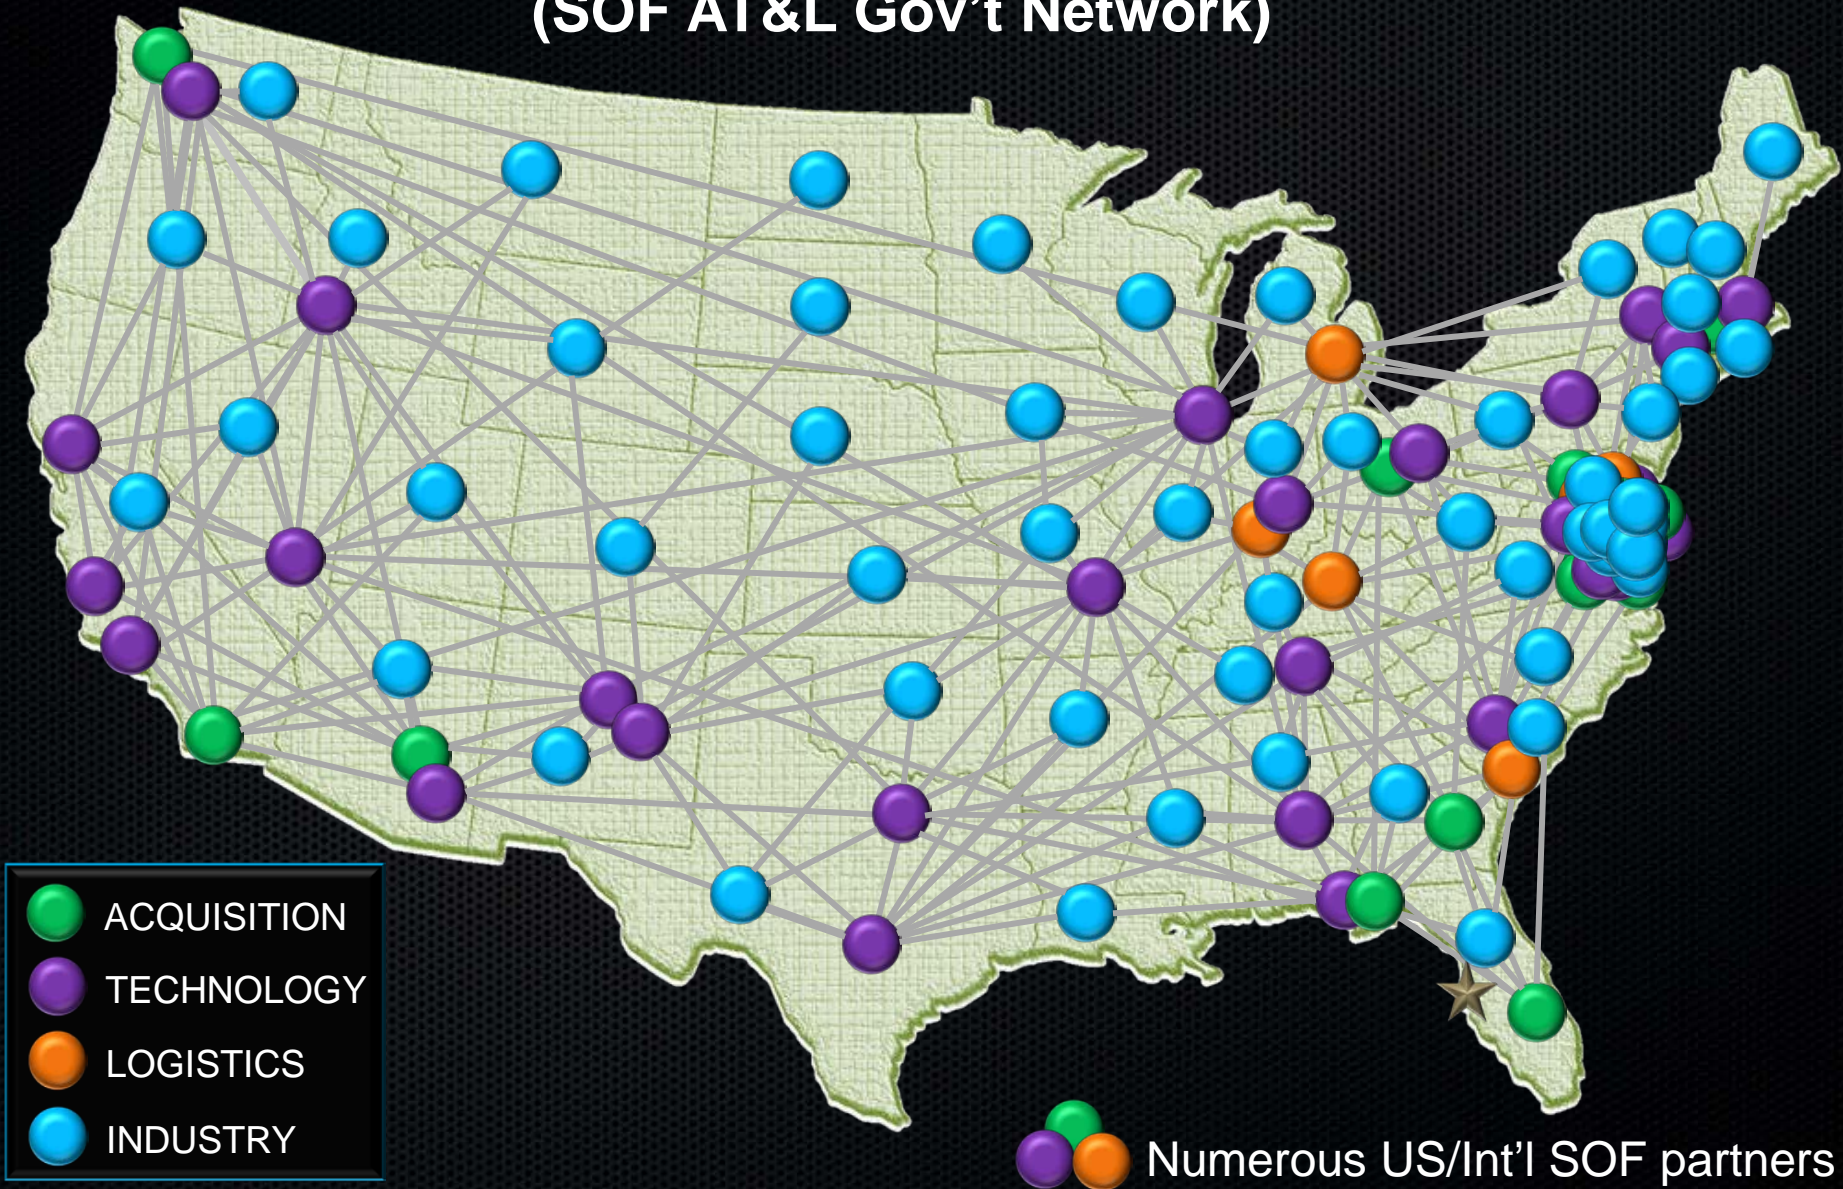 (SOF AT&L Gov't Network)
ACQUISITION
TECHNOLOGY
LOGISTICS
INDUSTRY
Numerous US/Int'l SOF partners